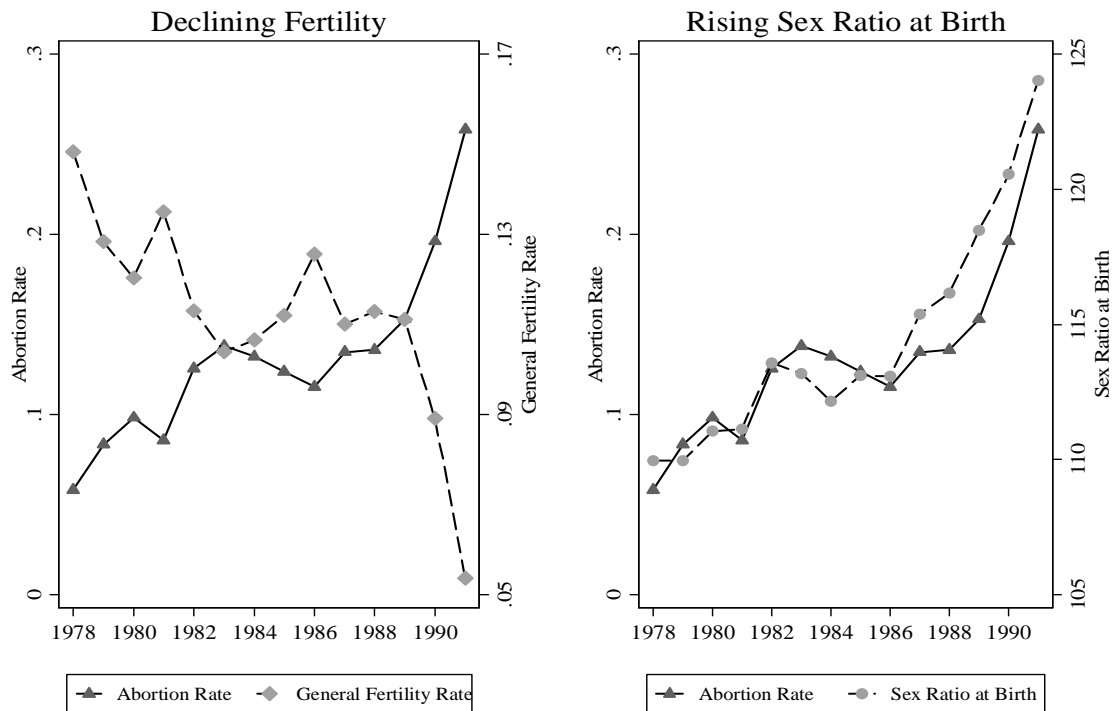 Declining Fertility
.3
.2
.1
0
Abortion Rate
.17
.13
.09
.05
General Fertility Rate
1978 1980 1982 1984 1986 1988 1990
Abortion Rate General Fertility Rate
Rising Sex Ratio at Birth
.3
.2
.1
0
Abortion Rate
125
120
115
110
105
Sex Ratio at Birth
1978 1980 1982 1984 1986 1988 1990
Abortion Rate Sex Ratio at Birth